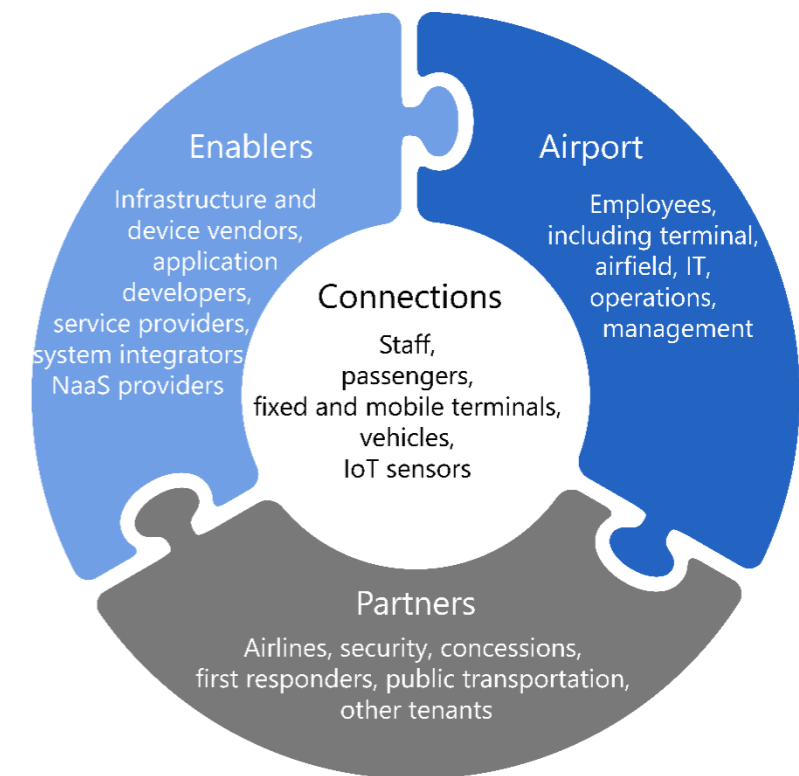 Enablers
Infrastructure and
device vendors,
application
developers,
service providers,
system integrators,
NaaS providers
Airport
Employees,
including terminal,
airfield, IT,
operations,
management
Connections
Staff,
passengers,
fixed and mobile terminals,
vehicles,
IoT sensors
Partners
Airlines, security, concessions,
first responders, public transportation,
other tenants